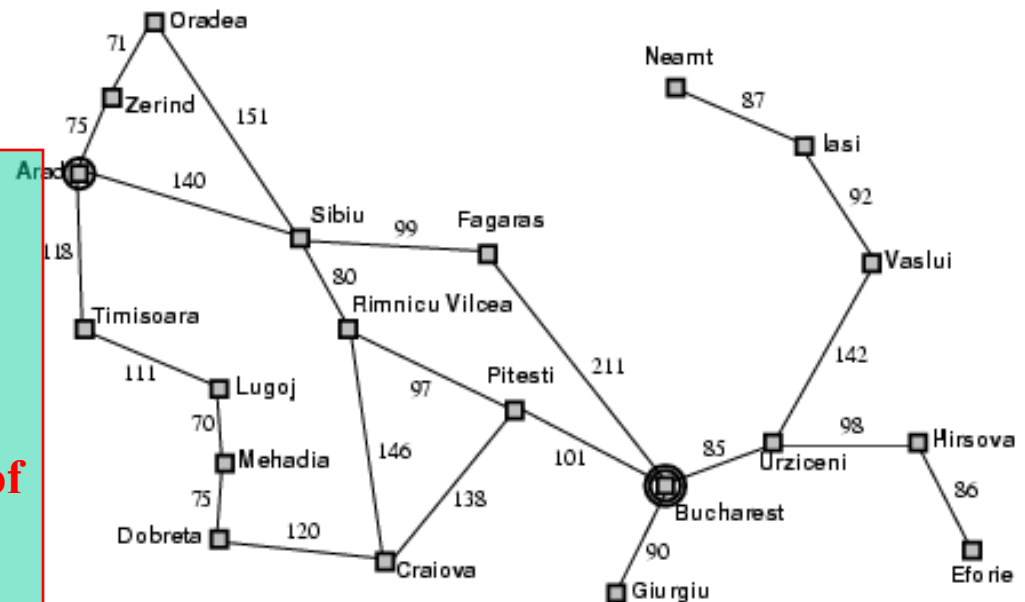 Oradea
71
Neamt
Zerind
87
75
151
Iasi
Arad
140
92
Sibiu
99
Fagaras
118
80
Vaslui
Timisoara
Rimnicu Vilcea
111
142
Lugoj
97
Pitesti
211
70
98
Hirsova
Mehadia
146
85
Urziceni
101
of
75
138
86
Dobreta
120
Bucharest
90
Craiova
Eforie
Giurgiu